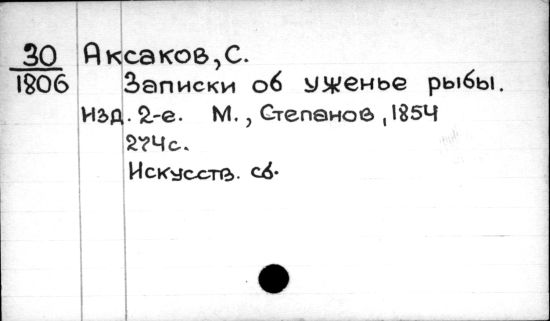 30 Аксаков, С.
1806 Записки об уженье рыбы.
Изд. 2-е. М., Степанов, 1854
274с.
Искусств. сб.